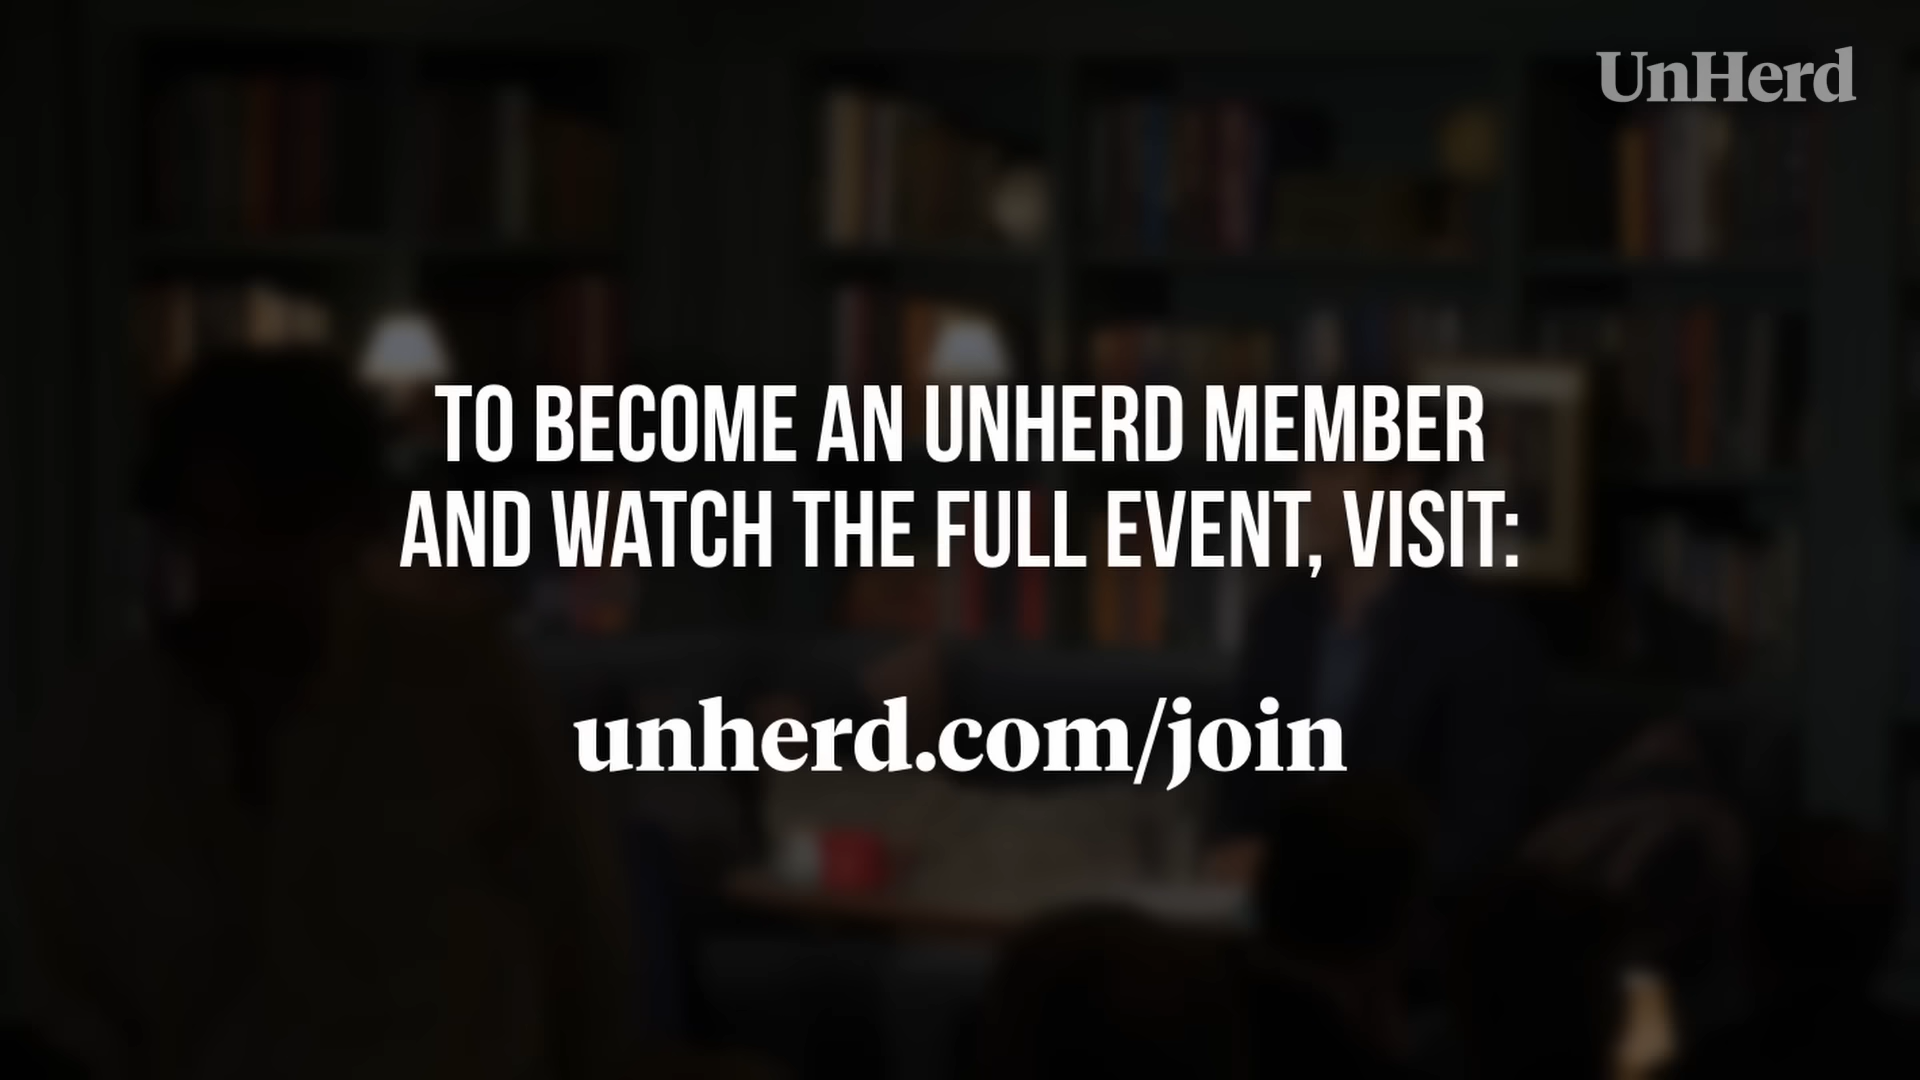 UnHerd
TO BECOME AN UNHERD MEMBER
AND WATCH THE FULL EVENT, VISIT:
unherd.com/join